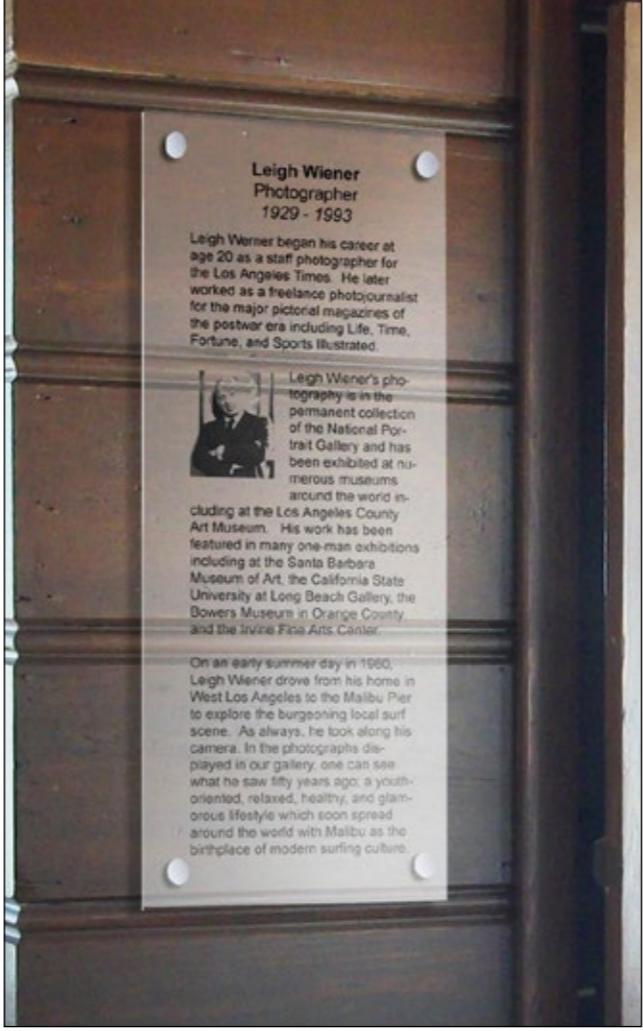 Leigh Wiener
Photographer
1929 - 1993
Leigh Werner began his career at
age 20 as a staff photographer for
the Los Angeles Times. He later
worked as a freelance photojournalist
for the major pictorial magazines of
the postwar era including Life, Time,
Fortune, and Sports Illustrated.
Leigh Wiener's pho-
tography is in the
permanent collection
of the National Por-
trait Gallery and has
been exhibited at nu-
merous museums
around the world in-
cluding at the Los Angeles County
Art Museum. His work has been
featured in many one-man exhibitions
including at the Santa Barbara
Museum of Art, the California State
University at Long Beach Gallery, the
Bowers Museum in Orange County,
and the Irvine Fine Arts Center.
On an early summer day in 1960,
Leigh Wiener drove from his home in
West Los Angeles to the Malibu Pier
to explore the burgeoning local surf
scene. As always, he took along his
camera. In the photographs dis-
played in our gallery, one can see
what he saw fifty years ago; a youth-
oriented, relaxed, healthy, and glam-
orous lifestyle which soon spread
around the world with Malibu as the
birthplace of modern surfing culture.